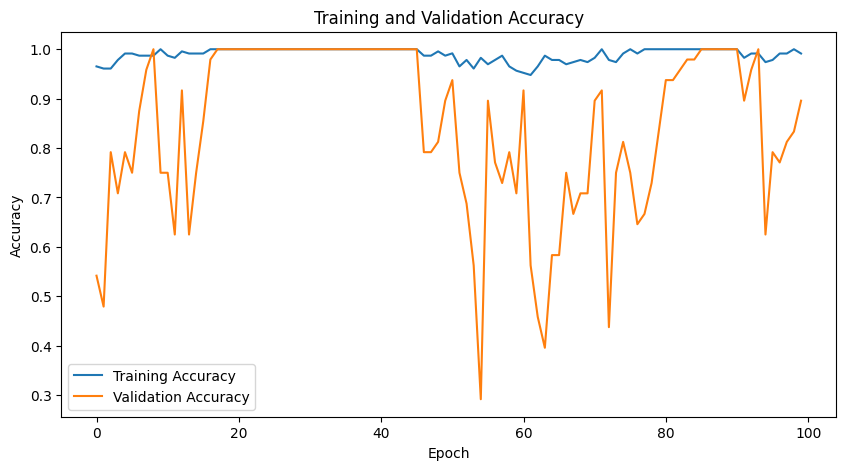 Training and Validation Accuracy
1.0
0.9
0.8
0.7
0.6
0.5
0.4
0.3
Accuracy
Training Accuracy
Validation Accuracy
0 20 40 60 80 100
Epoch